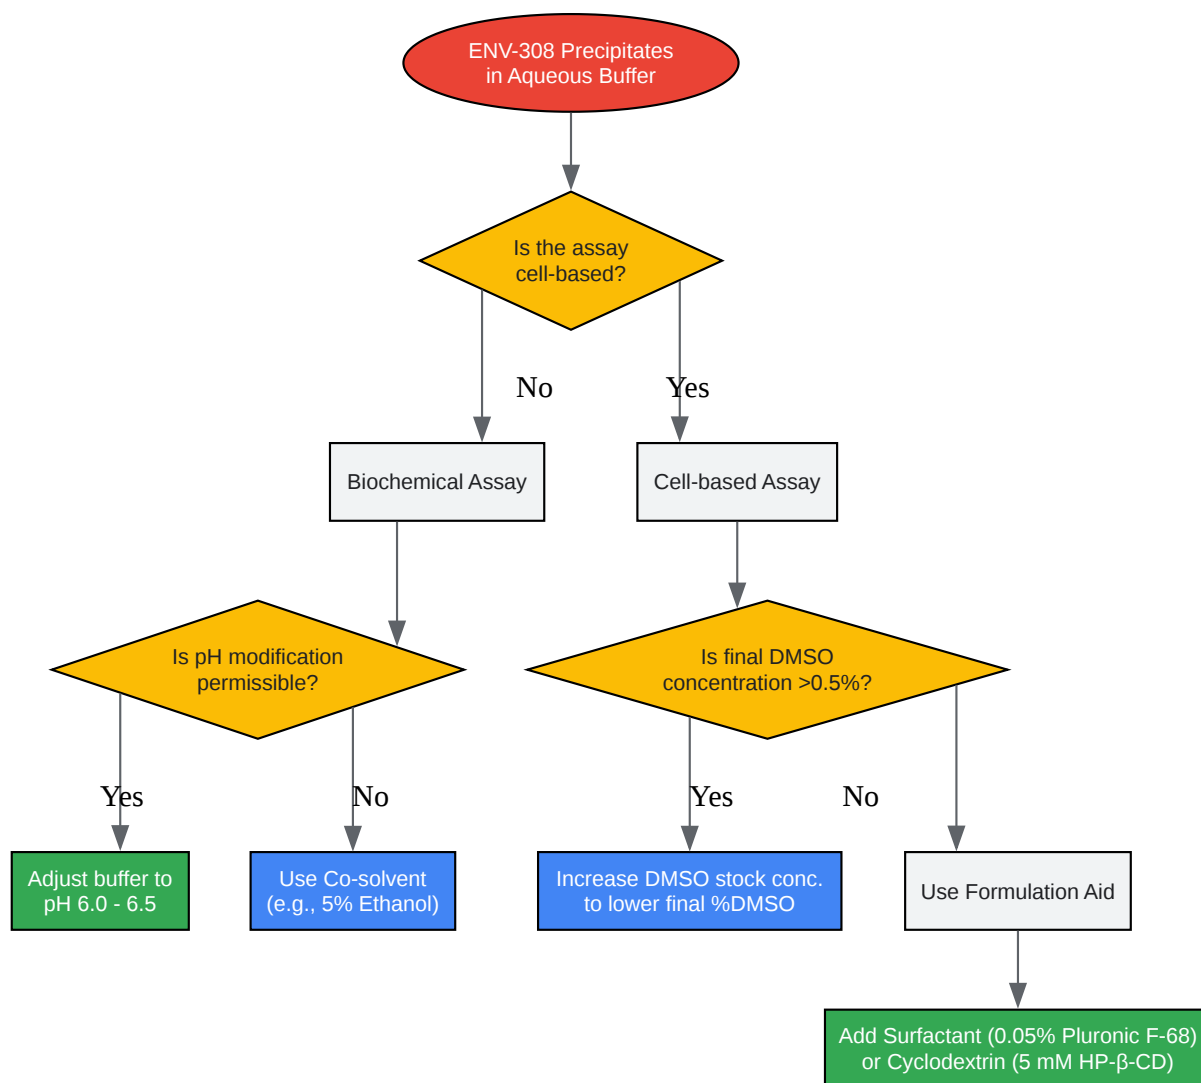 ENV-308 Precipitates
in Aqueous Buffer
Is the assay
cell-based?
No
Yes
Biochemical Assay
Cell-based Assay
Is pH modification
permissible?
Is final DMSO
concentration >0.5%?
Yes
No
Yes
No
Adjust buffer to
pH 6.0 - 6.5
Use Co-solvent
(e.g., 5% Ethanol)
Increase DMSO stock conc.
to lower final %DMSO
Use Formulation Aid
Add Surfactant (0.05% Pluronic F-68)
or Cyclodextrin (5 mM HP-β-CD)